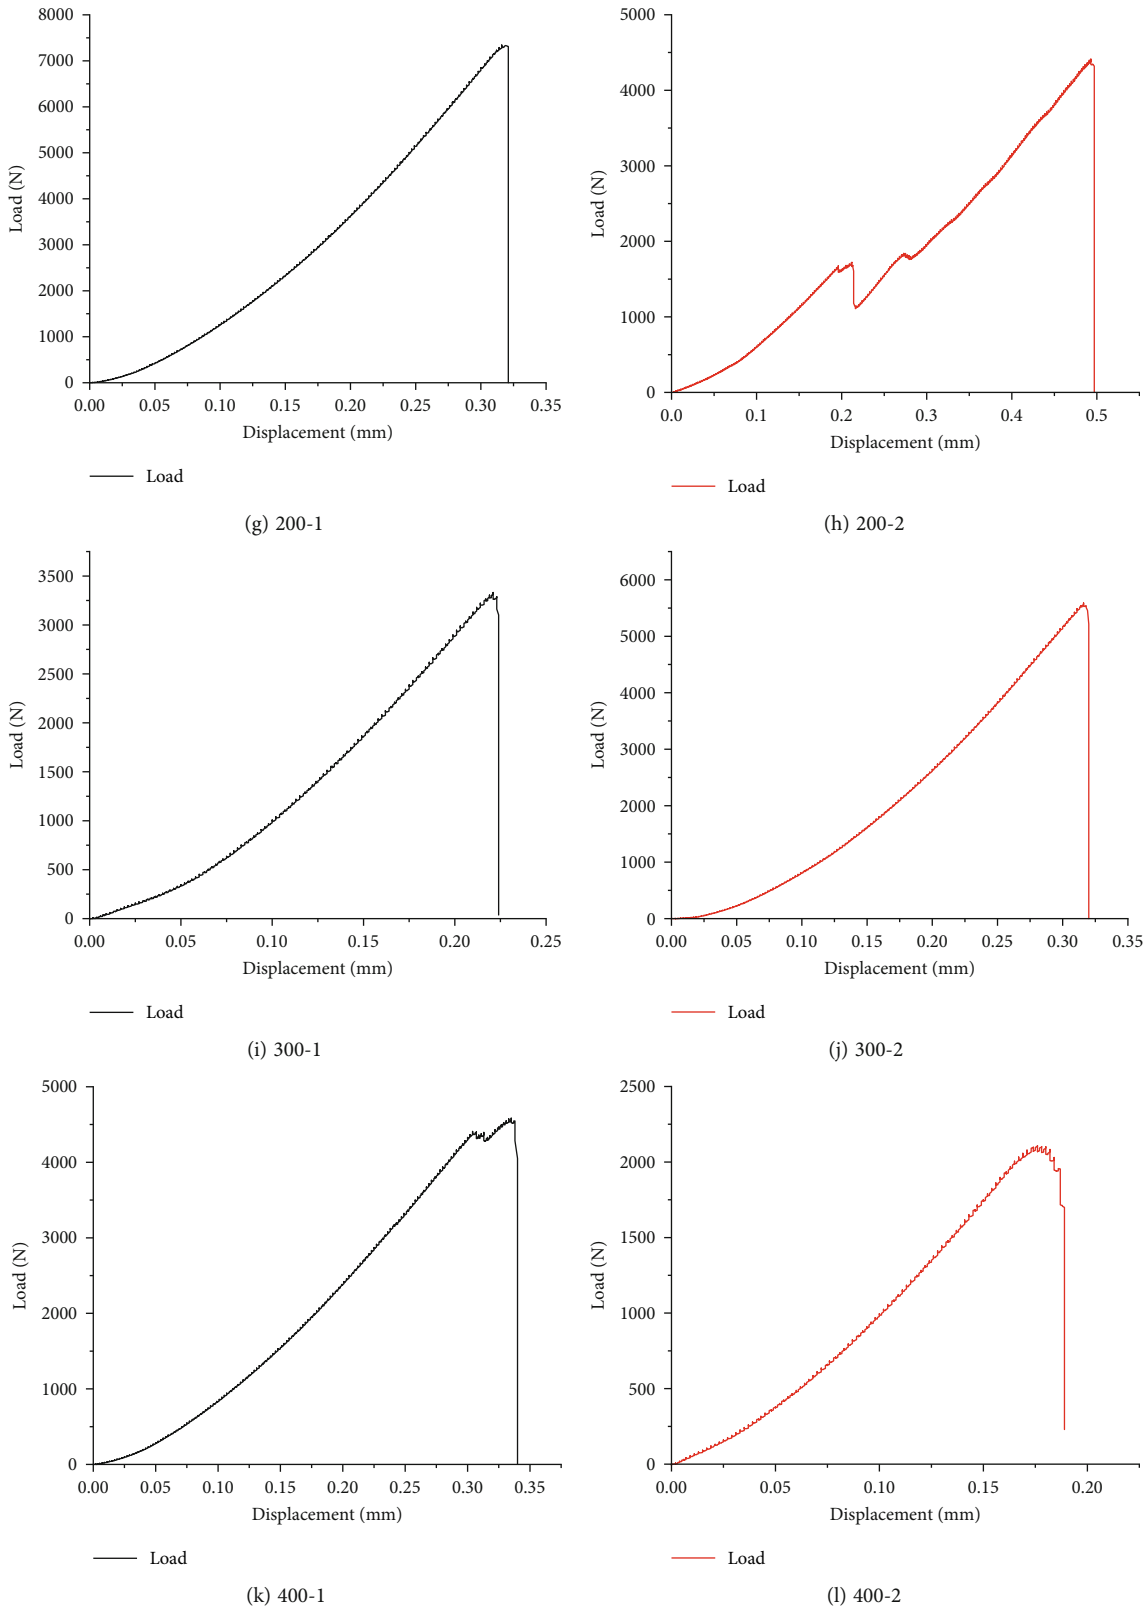 8000
7000
6000
5000
4000
3000
2000
1000
0
Load (N)
0.00 0.05 0.10 0.15 0.20 0.25 0.30 0.35
Displacement (mm)
Load
(g) 200-1
5000
4000
3000
2000
1000
0
Load (N)
0.0 0.1 0.2 0.3 0.4 0.5
Displacement (mm)
Load
(h) 200-2
3500
3000
2500
2000
1500
1000
500
0
Load (N)
0.00 0.05 0.10 0.15 0.20 0.25
Displacement (mm)
Load
(i) 300-1
6000
5000
4000
3000
2000
1000
0
Load (N)
0.00 0.05 0.10 0.15 0.20 0.25 0.30 0.35
Displacement (mm)
Load
(j) 300-2
5000
4000
3000
2000
1000
0
Load (N)
0.00 0.05 0.10 0.15 0.20 0.25 0.30 0.35
Displacement (mm)
Load
(k) 400-1
2500
2000
1500
1000
500
0
Load (N)
0.00 0.05 0.10 0.15 0.20
Displacement (mm)
Load
(l) 400-2